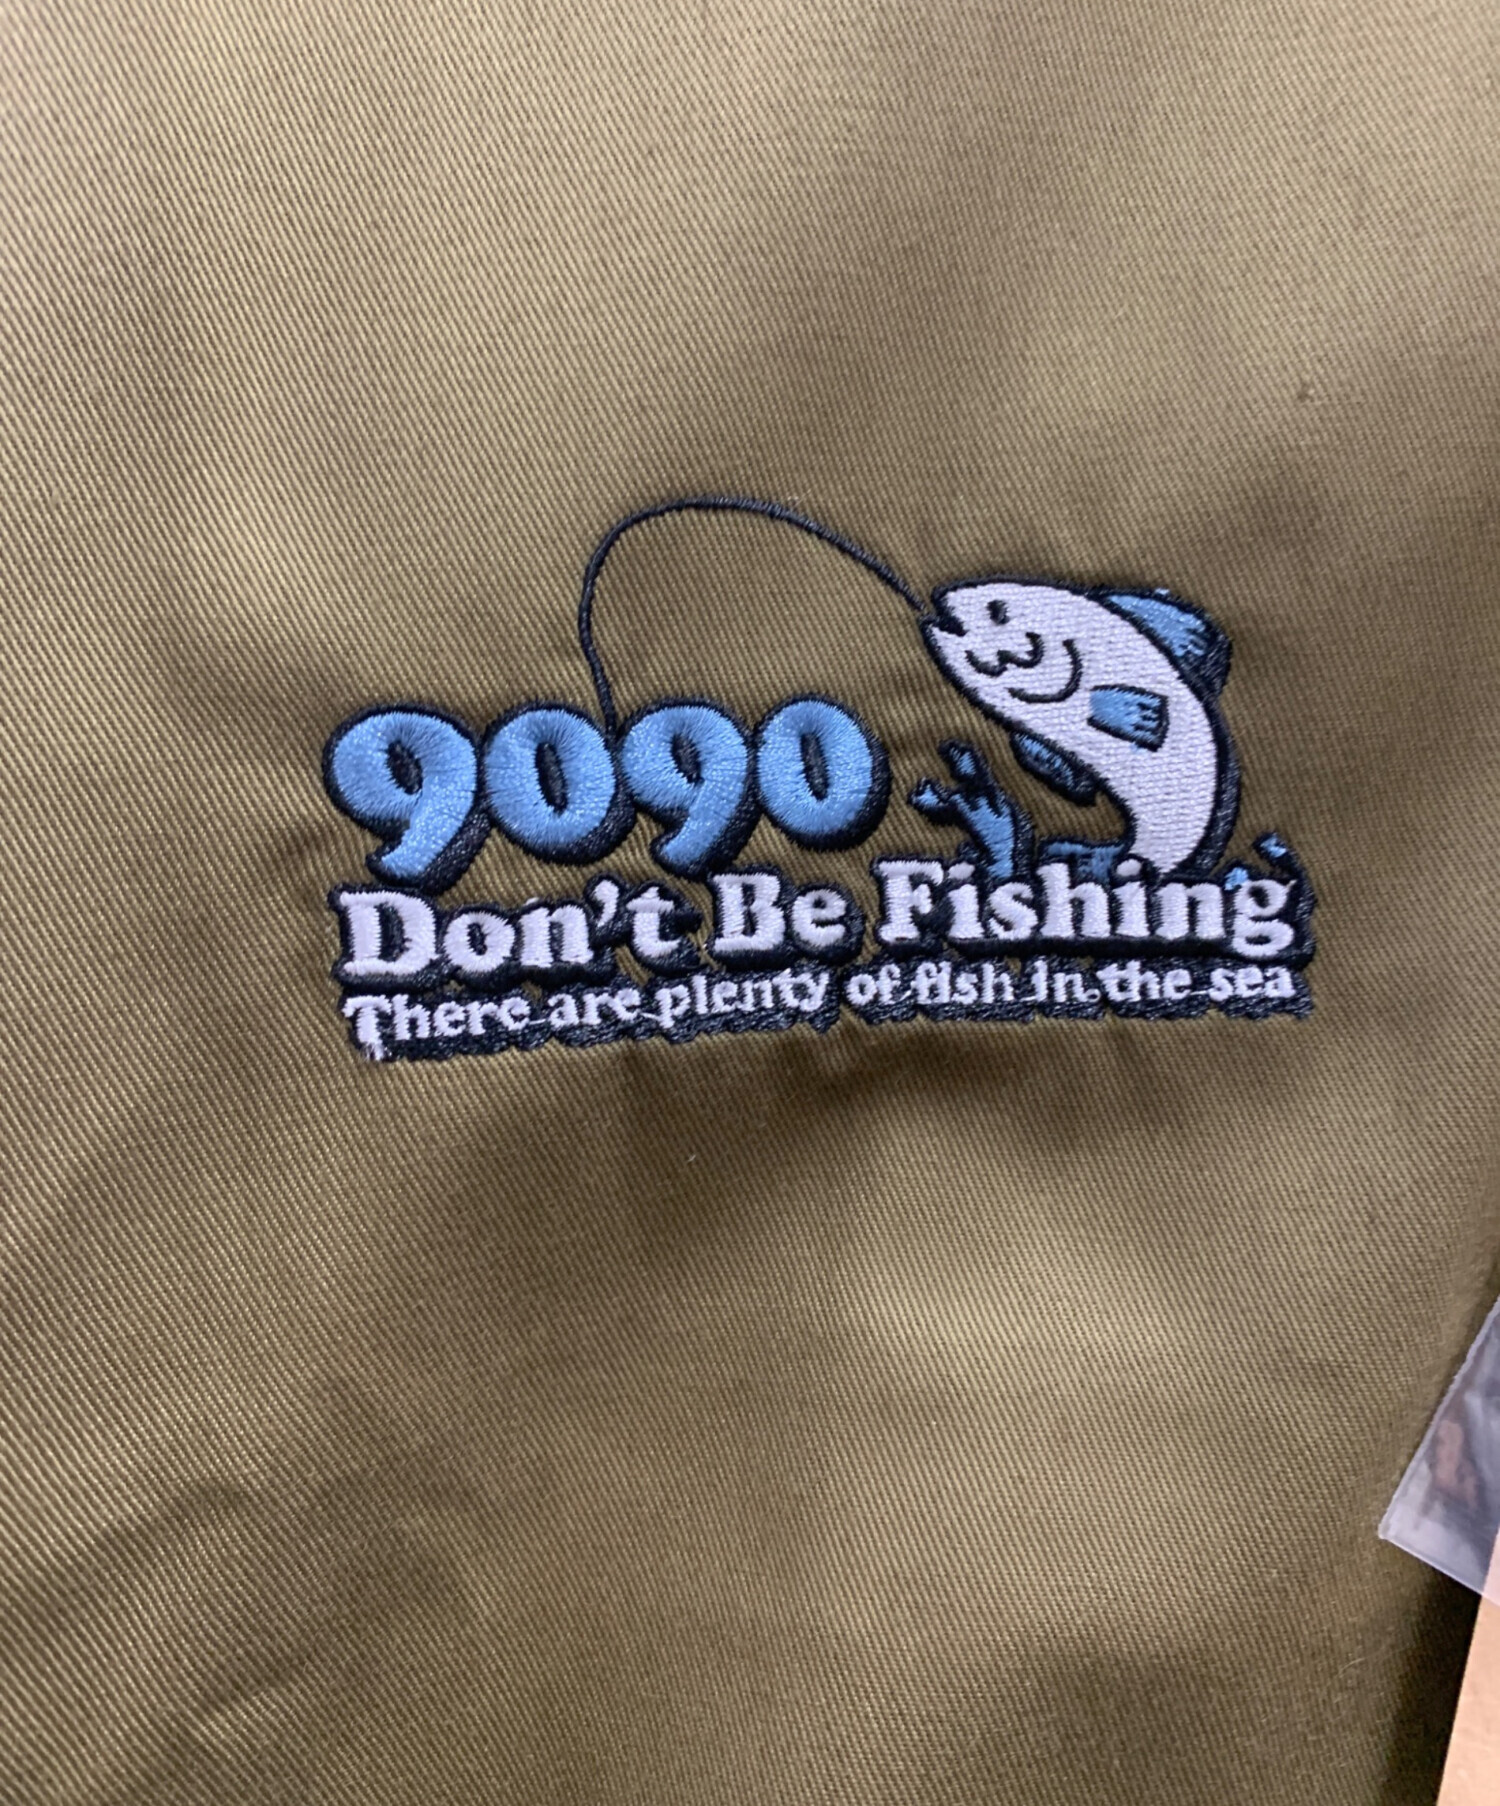 9090
Don't Be Fishing
There are plenty of fish in the sea